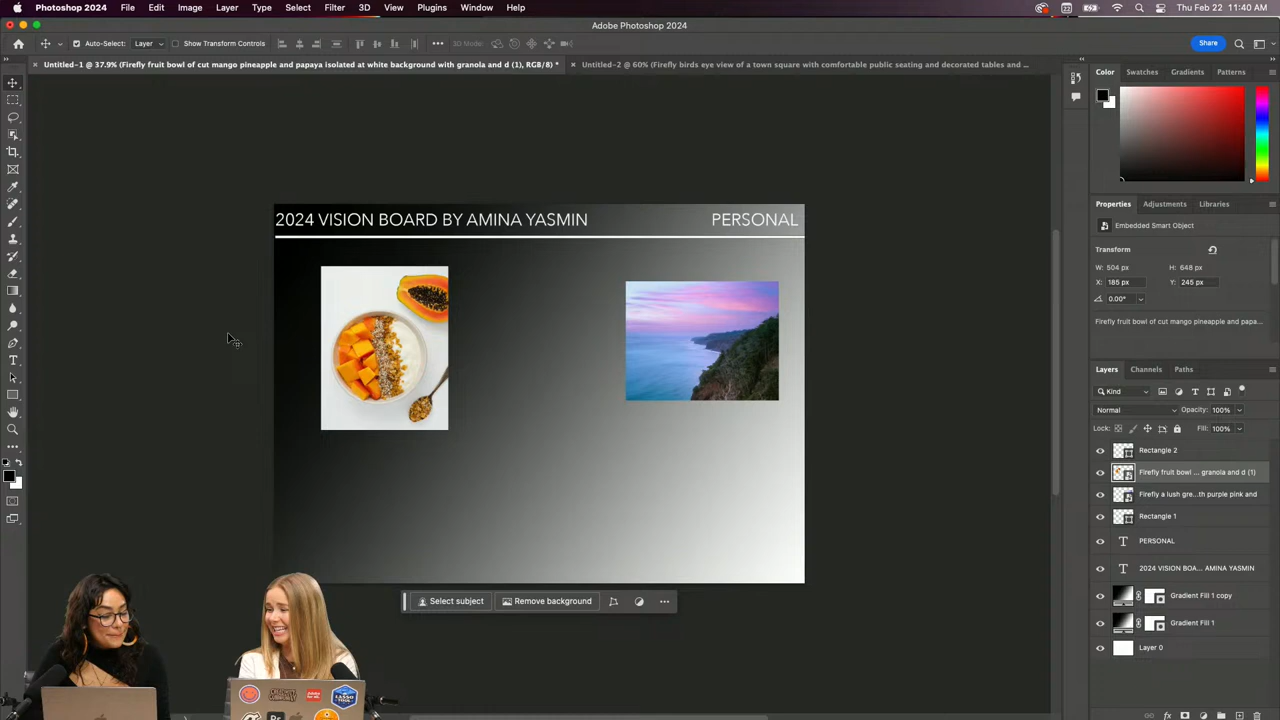 Photoshop 2024 File Edit Image Layer Type Select Filter 3D View Plugins Window Help Thu Feb 22 11:40 AM
Adobe Photoshop 2024
Auto-Select: Layer Show Transform Controls 3D Mode: Share
Untitled-1 @ 37.9% (Firefly fruit bowl of cut mango pineapple and papaya isolated at white background with granola and d (1), RGB/8) * Untitled-2 @ 60% (Firefly birds eye view of a town square with comfortable public seating and decorated tables and ...
Color Swatches Gradients Patterns
2024 VISION BOARD BY AMINA YASMIN PERSONAL
Properties Adjustments Libraries
Embedded Smart Object
Transform
W: 504 px H: 648 px
X: 185 px Y: 245 px
0.00°
Firefly fruit bowl of cut mango pineapple and papa...
Layers Channels Paths
Kind
Normal Opacity: 100%
Lock: Fill: 100%
Rectangle 2
Firefly fruit bowl ... granola and d (1)
Firefly a lush gre...th purple pink and
Rectangle 1
PERSONAL
2024 VISION BOA... AMINA YASMIN
Gradient Fill 1 copy
Gradient Fill 1
Layer 0
Select subject Remove background
fx